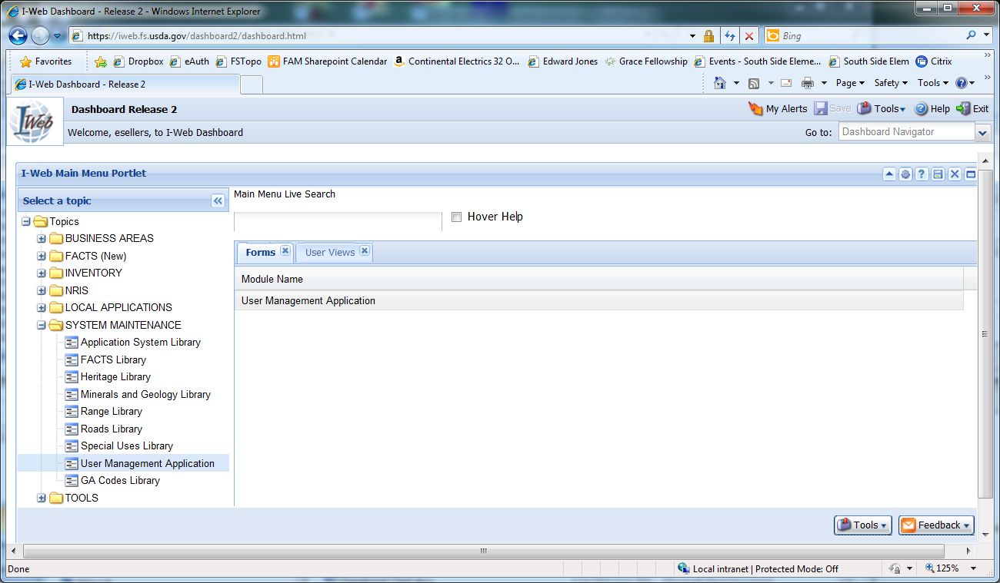 I-Web Dashboard - Release 2 - Windows Internet Explorer
https://iweb.fs.usda.gov/dashboard2/dashboard.html
Bing
Favorites Dropbox eAuth FSTopo FAM Sharepoint Calendar Continental Electrics 32 O... Edward Jones Grace Fellowship Events - South Side Eleme... South Side Elem Citrix
I-Web Dashboard - Release 2
Page Safety Tools
I Web
Dashboard Release 2
My Alerts Save Tools Help Exit
Welcome, esellers, to I-Web Dashboard
Go to: Dashboard Navigator
I-Web Main Menu Portlet
Select a topic
Main Menu Live Search
Hover Help
Topics
BUSINESS AREAS
FACTS (New)
INVENTORY
NRIS
LOCAL APPLICATIONS
SYSTEM MAINTENANCE
Application System Library
FACTS Library
Heritage Library
Minerals and Geology Library
Range Library
Roads Library
Special Uses Library
User Management Application
GA Codes Library
TOOLS
Forms User Views
Module Name
User Management Application
Tools Feedback
Done
Local intranet | Protected Mode: Off
125%